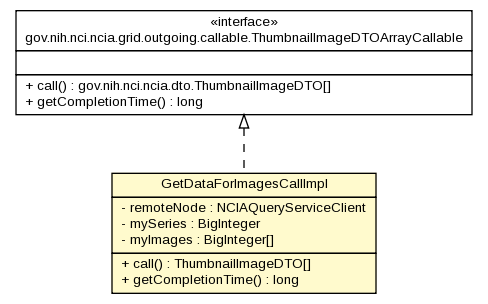 «interface»
gov.nih.nci.ncia.grid.outgoing.callable.ThumbnailImageDTOArrayCallable
+ call() : gov.nih.nci.ncia.dto.ThumbnailImageDTO[]
+ getCompletionTime() : long
GetDataForImagesCallImpl
- remoteNode : NCIAQueryServiceClient
- mySeries : BigInteger
- myImages : BigInteger[]
+ call() : ThumbnailImageDTO[]
+ getCompletionTime() : long